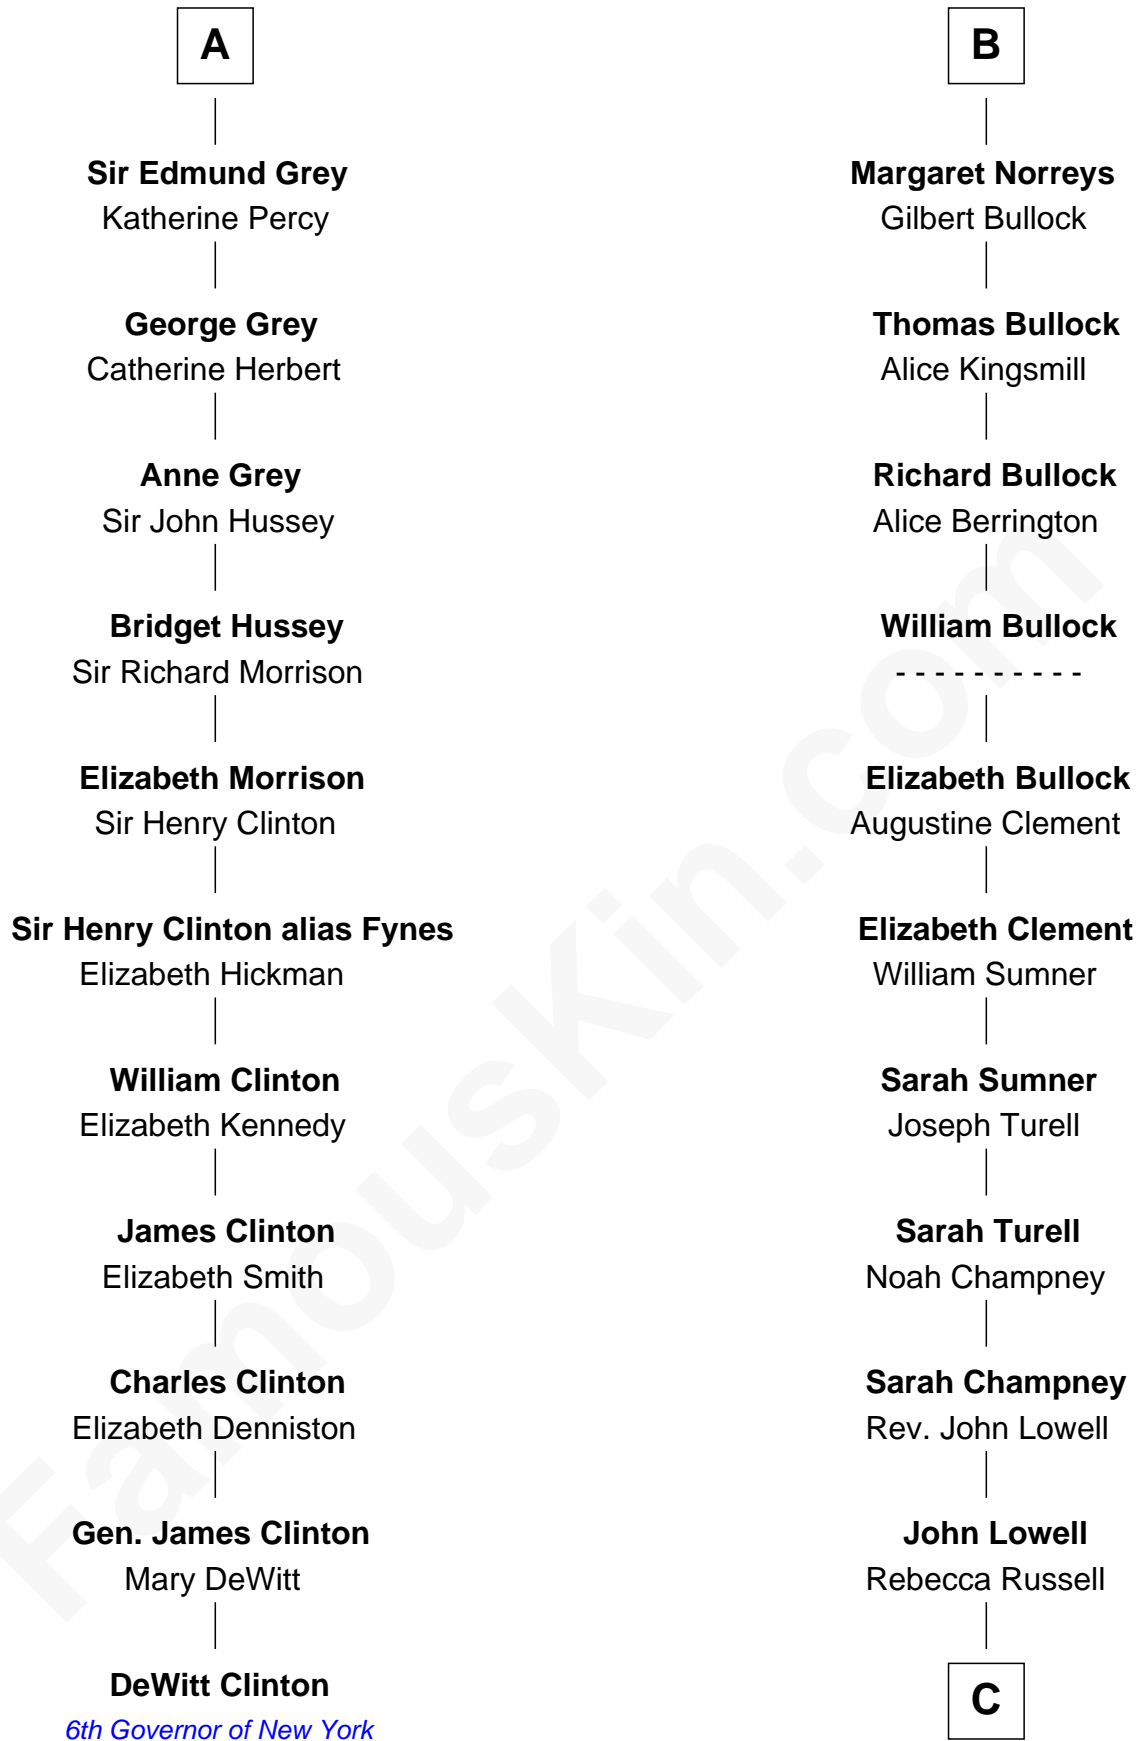 A
Sir Edmund Grey
Katherine Percy
George Grey
Catherine Herbert
Anne Grey
Sir John Hussey
Bridget Hussey
Sir Richard Morrison
Elizabeth Morrison
Sir Henry Clinton
Sir Henry Clinton alias Fynes
Elizabeth Hickman
William Clinton
Elizabeth Kennedy
James Clinton
Elizabeth Smith
Charles Clinton
Elizabeth Denniston
Gen. James Clinton
Mary DeWitt
DeWitt Clinton
6th Governor of New York
B
Margaret Norreys
Gilbert Bullock
Thomas Bullock
Alice Kingsmill
Richard Bullock
Alice Berrington
William Bullock
- - - - - - - - - -
Elizabeth Bullock
Augustine Clement
Elizabeth Clement
William Sumner
Sarah Sumner
Joseph Turell
Sarah Turell
Noah Champney
Sarah Champney
Rev. John Lowell
John Lowell
Rebecca Russell
C
FamousKin.com